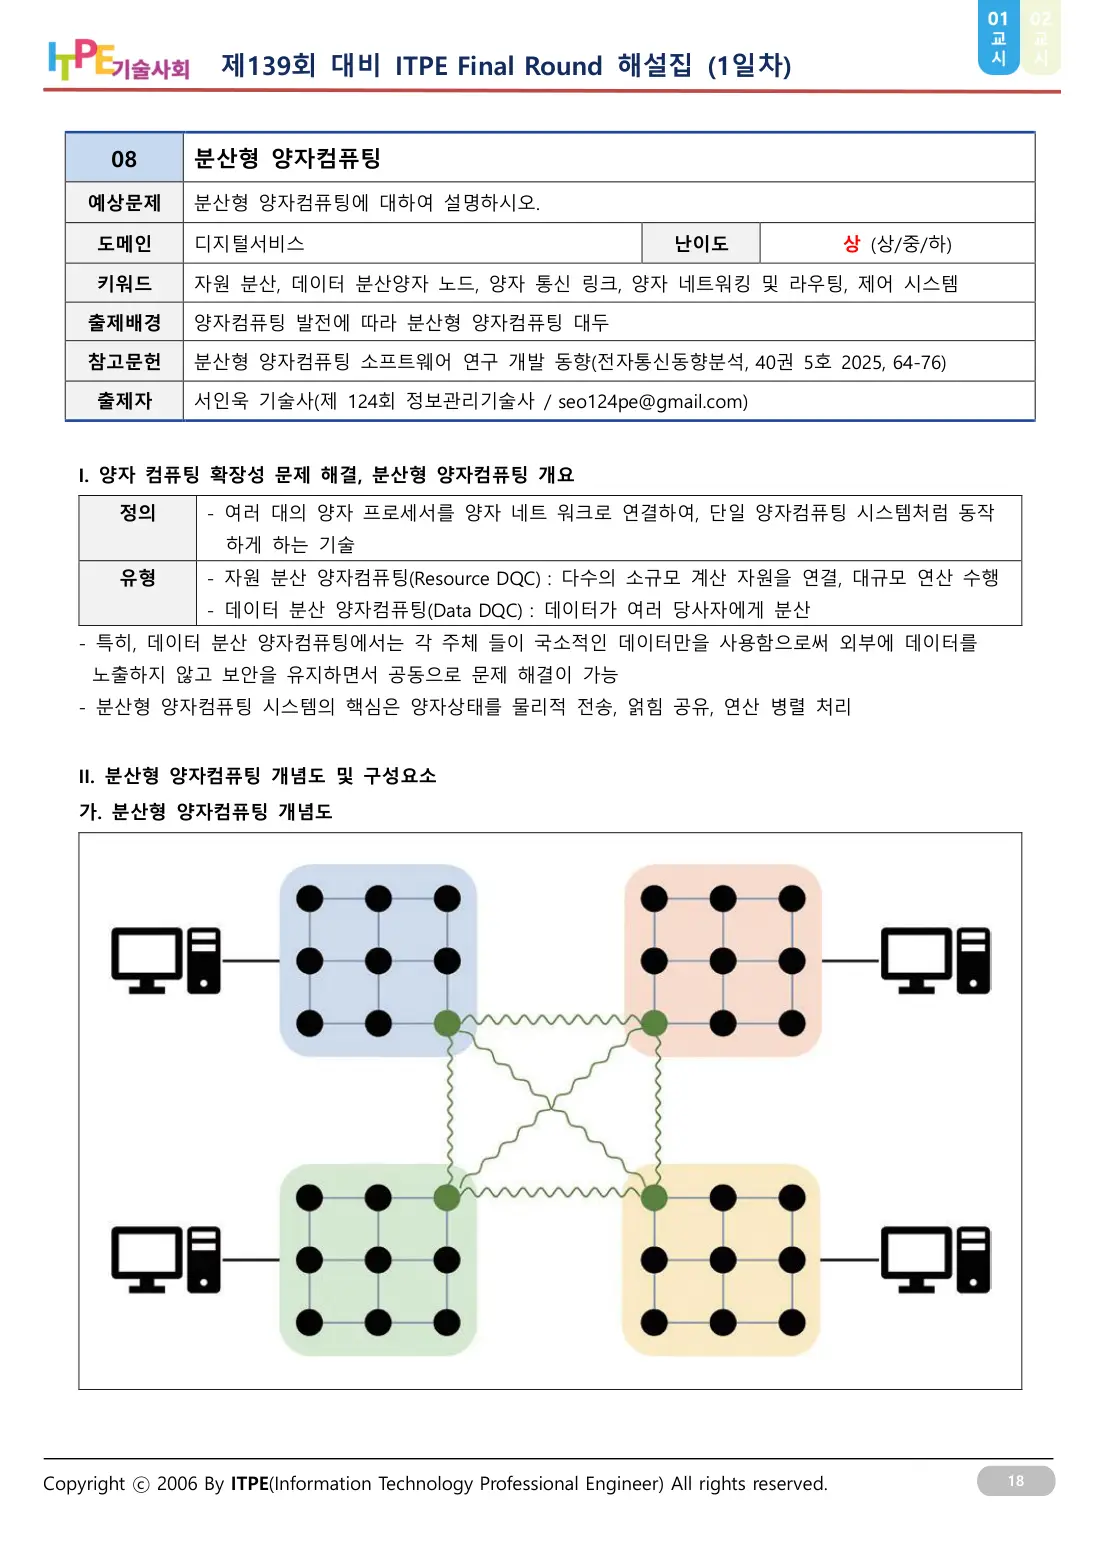 ITPE기술사회
제139회 대비 ITPE Final Round 해설집 (1일차)
01
교
시
02
교
시
08 분산형 양자컴퓨팅
예상문제 분산형 양자컴퓨팅에 대하여 설명하시오.
도메인 디지털서비스 난이도 상 (상/중/하)
키워드 자원 분산, 데이터 분산양자 노드, 양자 통신 링크, 양자 네트워킹 및 라우팅, 제어 시스템
출제배경 양자컴퓨팅 발전에 따라 분산형 양자컴퓨팅 대두
참고문헌 분산형 양자컴퓨팅 소프트웨어 연구 개발 동향(전자통신동향분석, 40권 5호 2025, 64-76)
출제자 서인욱 기술사(제 124회 정보관리기술사 / seo124pe@gmail.com)
I. 양자 컴퓨팅 확장성 문제 해결, 분산형 양자컴퓨팅 개요
정의 - 여러 대의 양자 프로세서를 양자 네트 워크로 연결하여, 단일 양자컴퓨팅 시스템처럼 동작
하게 하는 기술
유형 - 자원 분산 양자컴퓨팅(Resource DQC) : 다수의 소규모 계산 자원을 연결, 대규모 연산 수행
- 데이터 분산 양자컴퓨팅(Data DQC) : 데이터가 여러 당사자에게 분산
- 특히, 데이터 분산 양자컴퓨팅에서는 각 주체 들이 국소적인 데이터만을 사용함으로써 외부에 데이터를
노출하지 않고 보안을 유지하면서 공동으로 문제 해결이 가능
- 분산형 양자컴퓨팅 시스템의 핵심은 양자상태를 물리적 전송, 얽힘 공유, 연산 병렬 처리
II. 분산형 양자컴퓨팅 개념도 및 구성요소
가. 분산형 양자컴퓨팅 개념도
Copyright ⓒ 2006 By ITPE(Information Technology Professional Engineer) All rights reserved.
18